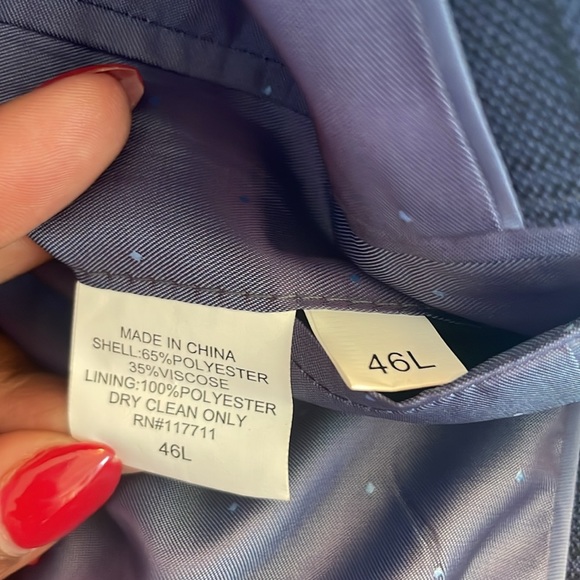 MADE IN CHINA
SHELL:65%POLYESTER
35%VISCOSE
LINING:100%POLYESTER
DRY CLEAN ONLY
RN#117711
46L
46L